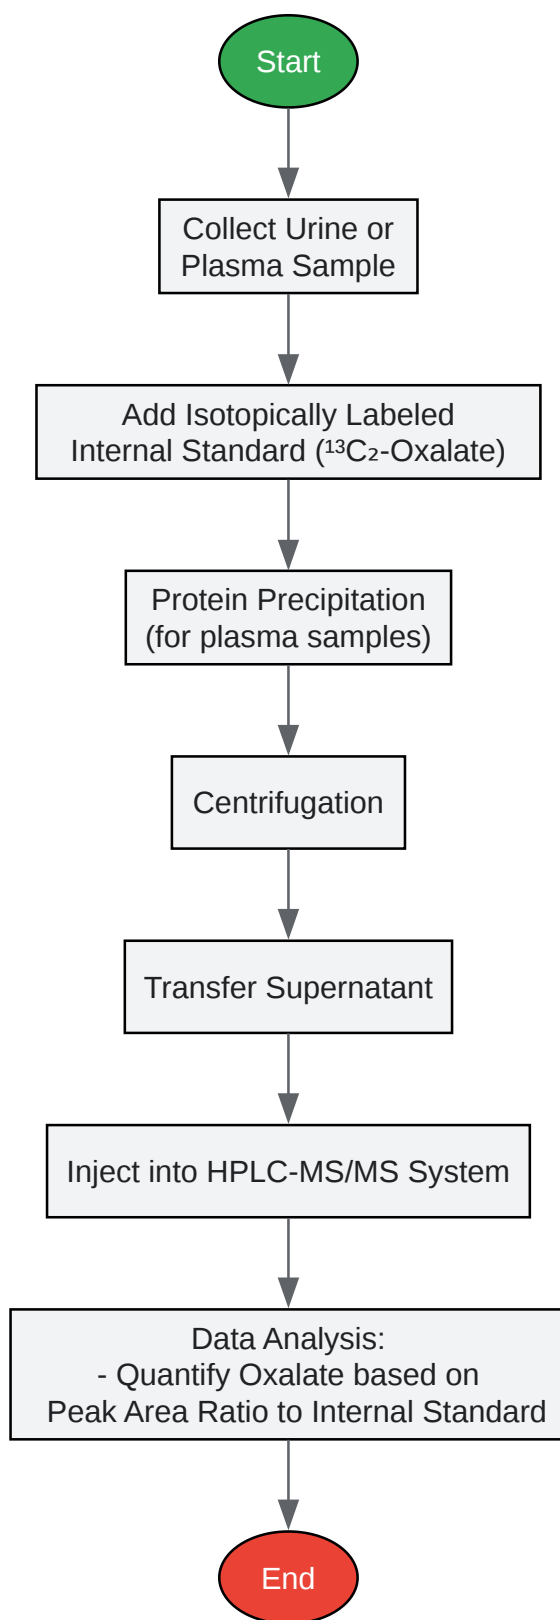 Start
Collect Urine or
Plasma Sample
Add Isotopically Labeled
Internal Standard (¹³C₂-Oxalate)
Protein Precipitation
(for plasma samples)
Centrifugation
Transfer Supernatant
Inject into HPLC-MS/MS System
Data Analysis:
- Quantify Oxalate based on
Peak Area Ratio to Internal Standard
End